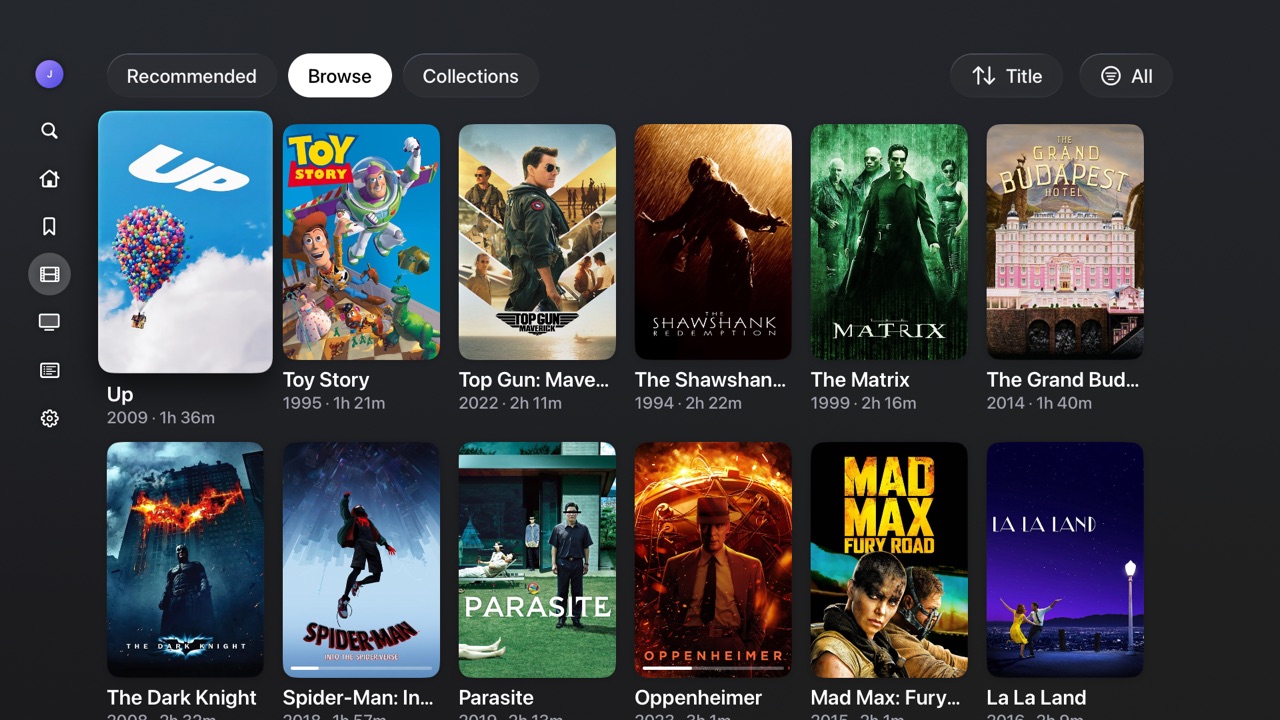 J
Recommended
Browse
Collections
Title
All
UP
TOY
STORY
TOP GUN
MAVERICK
THE
SHAWSHANK
REDEMPTION
THE
MATRIX
THE
GRAND
BUDAPEST
HOTEL
Up
2009 · 1h 36m
Toy Story
1995 · 1h 21m
Top Gun: Mave...
2022 · 2h 11m
The Shawshan...
1994 · 2h 22m
The Matrix
1999 · 2h 16m
The Grand Bud...
2014 · 1h 40m
THE DARK KNIGHT
SPIDER-MAN
INTO THE SPIDER-VERSE
PARASITE
OPPENHEIMER
MAD
MAX
FURY ROAD
LA LA LAND
The Dark Knight
Spider-Man: In...
Parasite
Oppenheimer
Mad Max: Fury...
La La Land